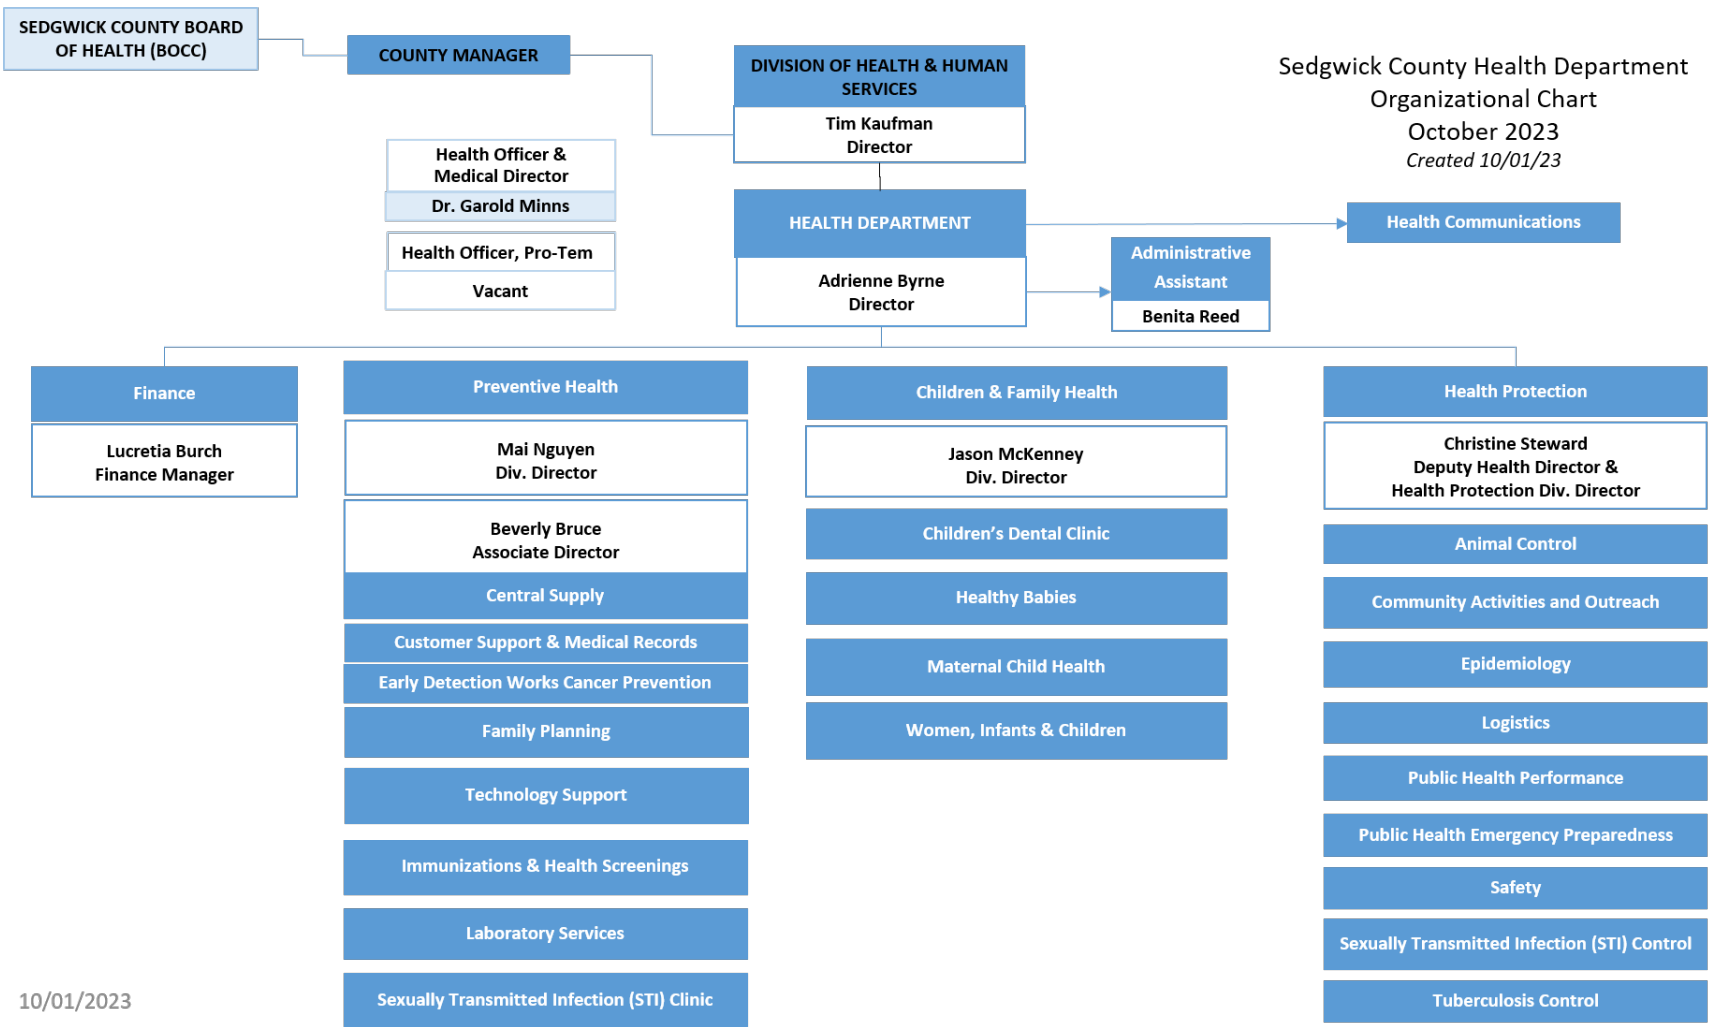 SEDGWICK COUNTY BOARD
OF HEALTH (BOCC)
COUNTY MANAGER
DIVISION OF HEALTH & HUMAN
SERVICES
Tim Kaufman
Director
Sedgwick County Health Department
Organizational Chart
October 2023
Created 10/01/23
Health Officer &
Medical Director
Dr. Garold Minns
Health Officer, Pro-Tem
Vacant
HEALTH DEPARTMENT
Adrienne Byrne
Director
Health Communications
Administrative
Assistant
Benita Reed
Finance
Lucretia Burch
Finance Manager
Preventive Health
Mai Nguyen
Div. Director
Beverly Bruce
Associate Director
Central Supply
Customer Support & Medical Records
Early Detection Works Cancer Prevention
Family Planning
Technology Support
Immunizations & Health Screenings
Laboratory Services
Sexually Transmitted Infection (STI) Clinic
Children & Family Health
Jason McKenney
Div. Director
Children’s Dental Clinic
Healthy Babies
Maternal Child Health
Women, Infants & Children
Health Protection
Christine Steward
Deputy Health Director &
Health Protection Div. Director
Animal Control
Community Activities and Outreach
Epidemiology
Logistics
Public Health Performance
Public Health Emergency Preparedness
Safety
Sexually Transmitted Infection (STI) Control
Tuberculosis Control
10/01/2023